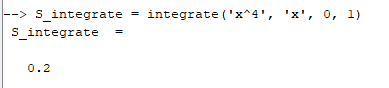 --> S_integrate = integrate('x^4', 'x', 0, 1)
S_integrate  =
0.2